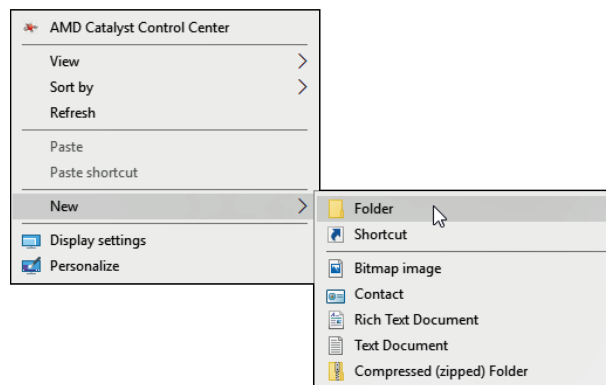 AMD Catalyst Control Center
View
Sort by
Refresh
Paste
Paste shortcut
New
Display settings
Personalize
Folder
Shortcut
Bitmap image
Contact
Rich Text Document
Text Document
Compressed (zipped) Folder